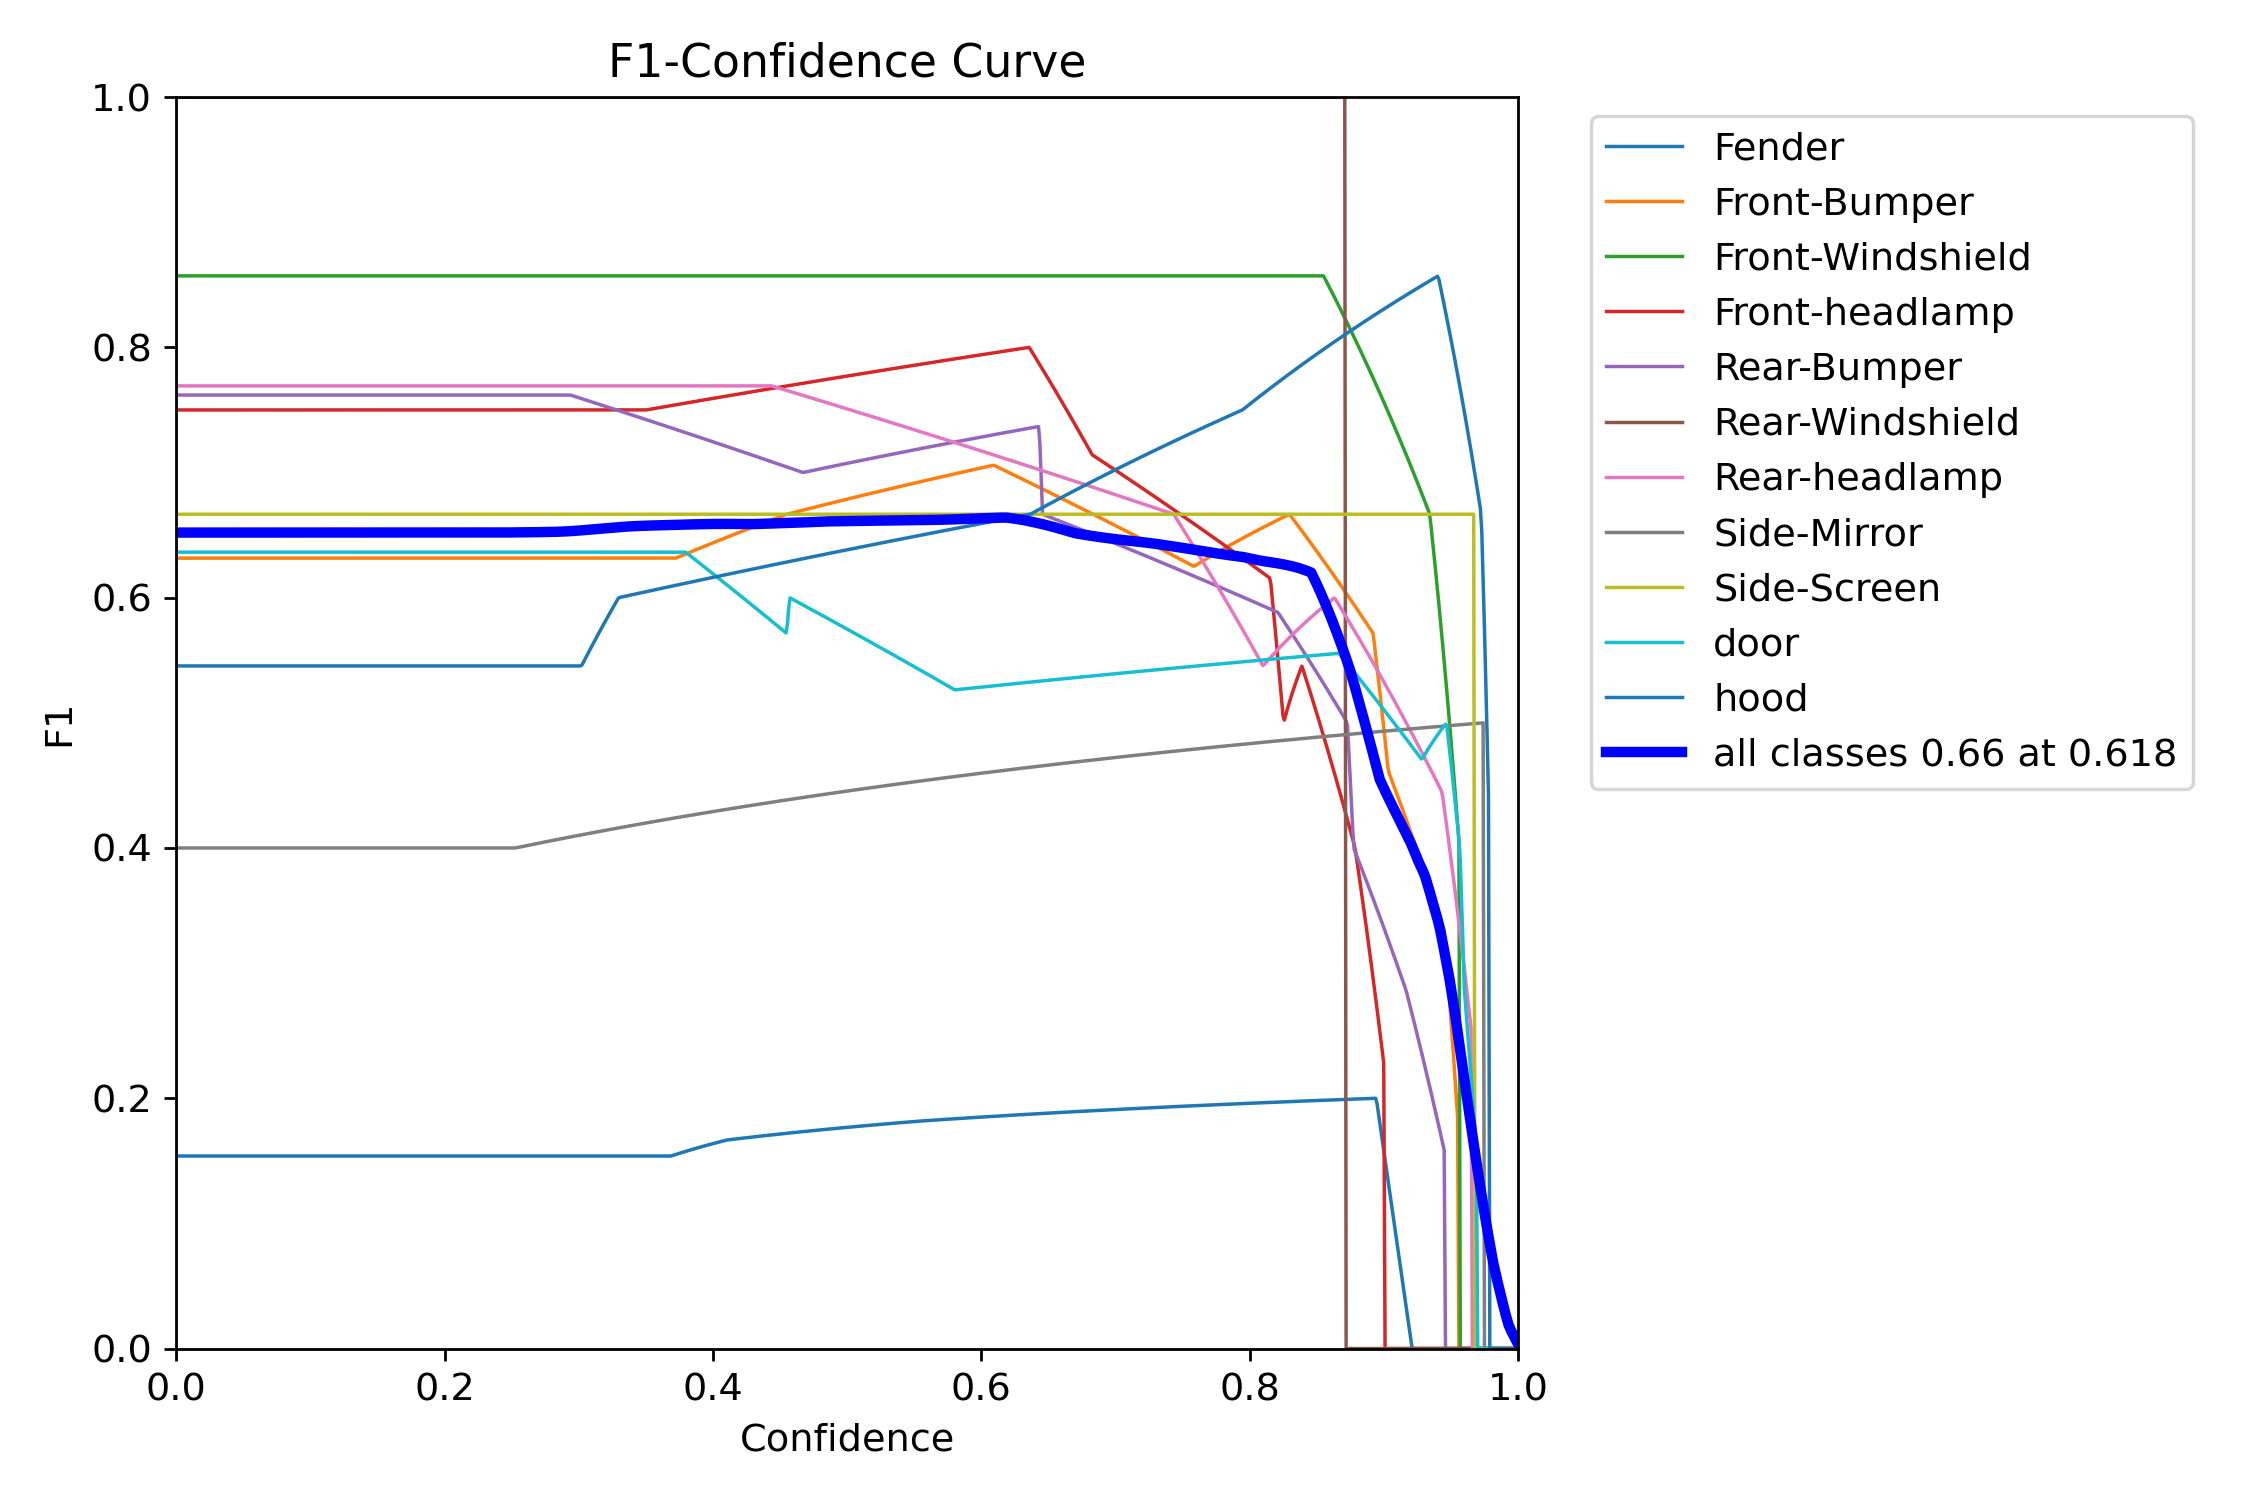 F1-Confidence Curve
1.0
0.8
0.6
0.4
0.2
0.0
F1
0.0 0.2 0.4 0.6 0.8 1.0
Confidence
Fender
Front-Bumper
Front-Windshield
Front-headlamp
Rear-Bumper
Rear-Windshield
Rear-headlamp
Side-Mirror
Side-Screen
door
hood
all classes 0.66 at 0.618